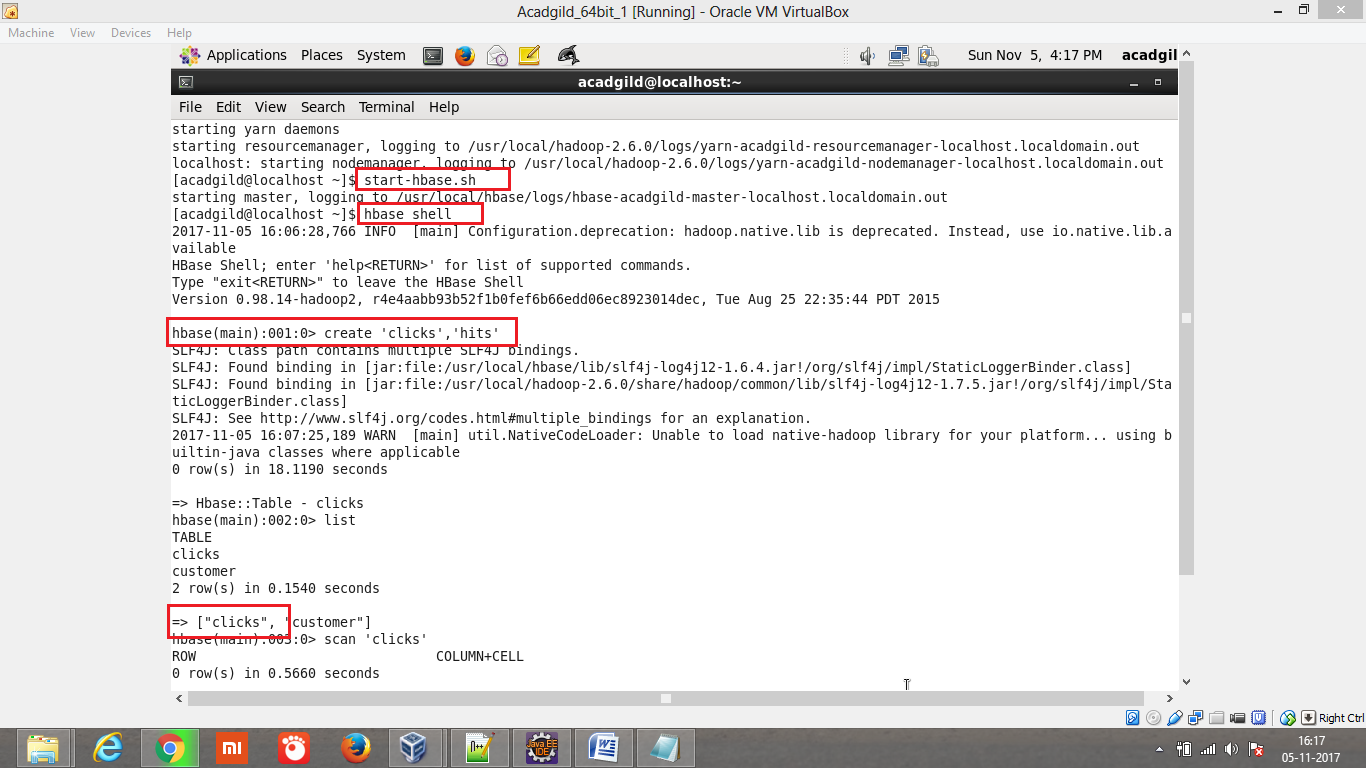 Acadgild_64bit_1 [Running] - Oracle VM VirtualBox
Machine View Devices Help
Applications Places System Sun Nov 5, 4:17 PM acadgil
acadgild@localhost:~
File Edit View Search Terminal Help
starting yarn daemons
starting resourcemanager, logging to /usr/local/hadoop-2.6.0/logs/yarn-acadgild-resourcemanager-localhost.localdomain.out
localhost: starting nodemanager, logging to /usr/local/hadoop-2.6.0/logs/yarn-acadgild-nodemanager-localhost.localdomain.out
[acadgild@localhost ~]$ start-hbase.sh
starting master, logging to /usr/local/hbase/logs/hbase-acadgild-master-localhost.localdomain.out
[acadgild@localhost ~]$ hbase shell
2017-11-05 16:06:28,766 INFO  [main] Configuration.deprecation: hadoop.native.lib is deprecated. Instead, use io.native.lib.a
vailable
HBase Shell; enter 'help<RETURN>' for list of supported commands.
Type "exit<RETURN>" to leave the HBase Shell
Version 0.98.14-hadoop2, r4e4aabb93b52f1b0fef6b66edd06ec8923014dec, Tue Aug 25 22:35:44 PDT 2015
hbase(main):001:0> create 'clicks','hits'
SLF4J: Class path contains multiple SLF4J bindings.
SLF4J: Found binding in [jar:file:/usr/local/hbase/lib/slf4j-log4j12-1.6.4.jar!/org/slf4j/impl/StaticLoggerBinder.class]
SLF4J: Found binding in [jar:file:/usr/local/hadoop-2.6.0/share/hadoop/common/lib/slf4j-log4j12-1.7.5.jar!/org/slf4j/impl/Sta
ticLoggerBinder.class]
SLF4J: See http://www.slf4j.org/codes.html#multiple_bindings for an explanation.
2017-11-05 16:07:25,189 WARN  [main] util.NativeCodeLoader: Unable to load native-hadoop library for your platform... using b
uiltin-java classes where applicable
0 row(s) in 18.1190 seconds
=> Hbase::Table - clicks
hbase(main):002:0> list
TABLE
clicks
customer
2 row(s) in 0.1540 seconds
=> ["clicks", "customer"]
hbase(main):003:0> scan 'clicks'
ROW COLUMN+CELL
0 row(s) in 0.5660 seconds
Right Ctrl
mi
Java EE
IDE
16:17
05-11-2017